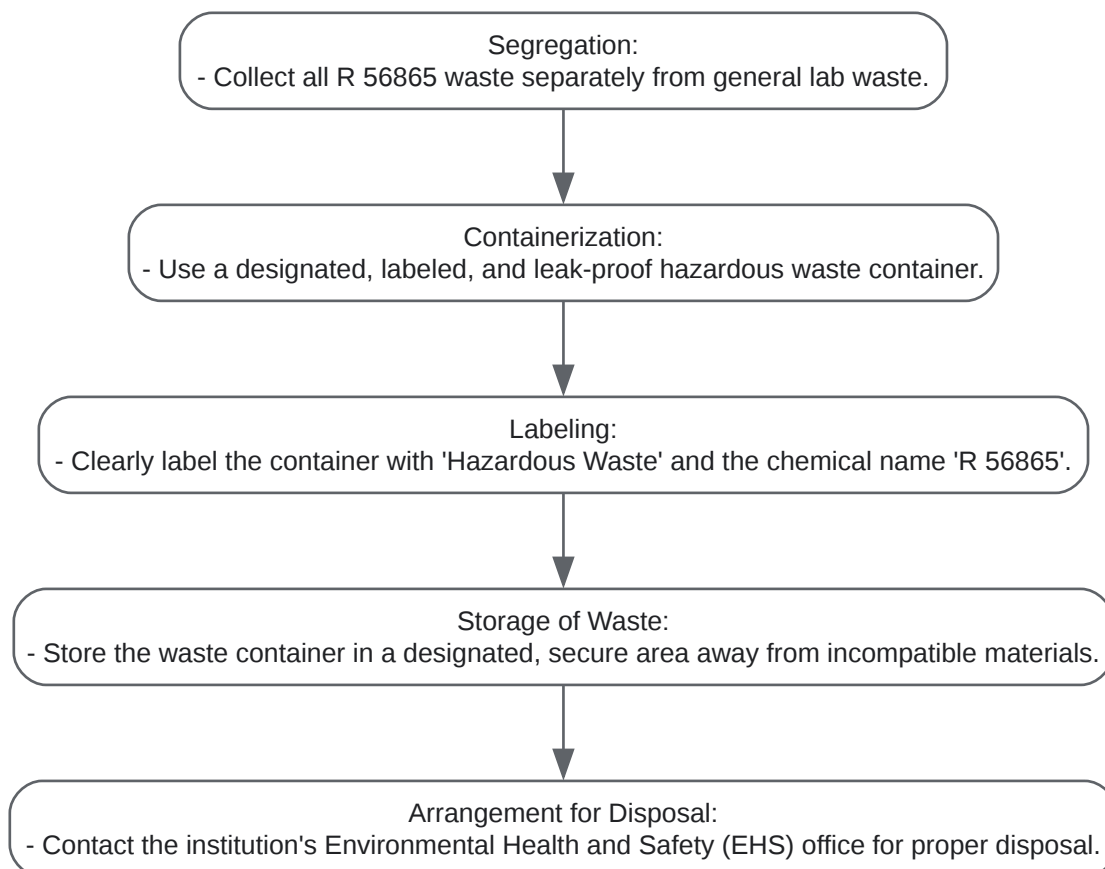 Segregation:
- Collect all R 56865 waste separately from general lab waste.
Containerization:
- Use a designated, labeled, and leak-proof hazardous waste container.
Labeling:
- Clearly label the container with 'Hazardous Waste' and the chemical name 'R 56865'.
Storage of Waste:
- Store the waste container in a designated, secure area away from incompatible materials.
Arrangement for Disposal:
- Contact the institution's Environmental Health and Safety (EHS) office for proper disposal.